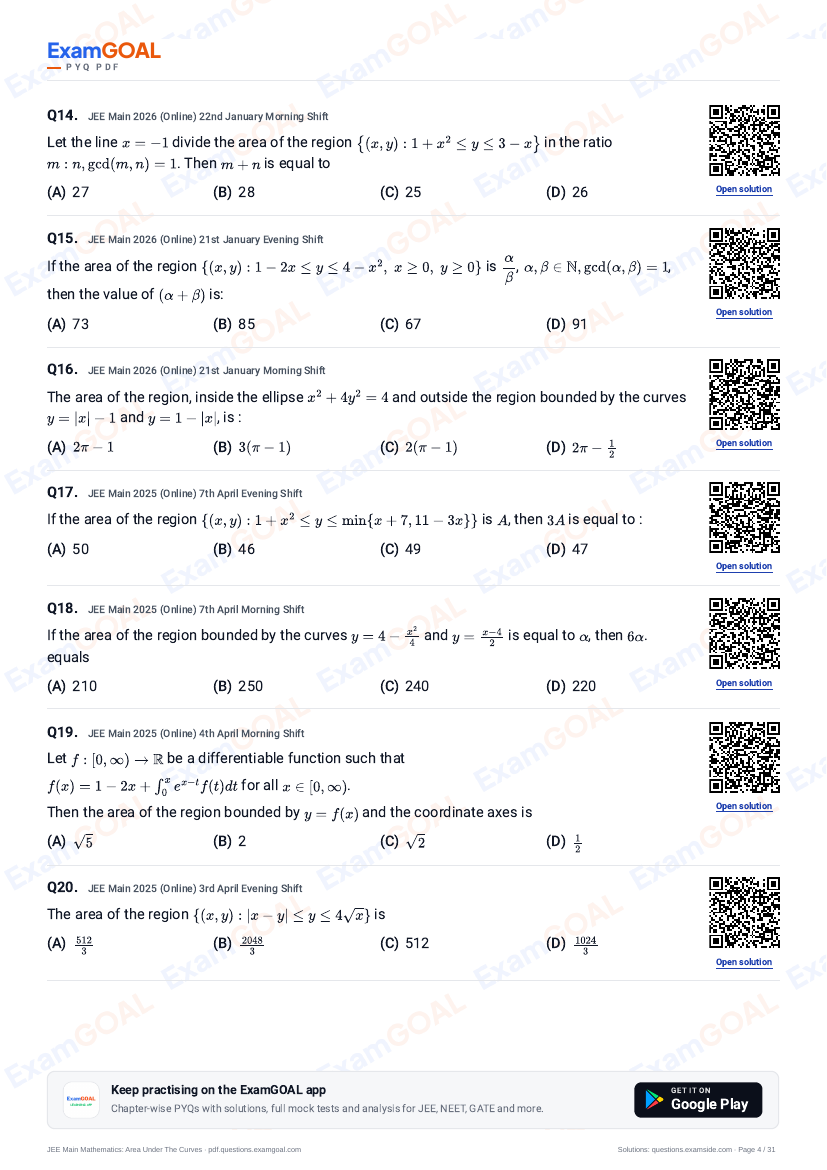 ExamGOAL
PYQ PDF
Q14. JEE Main 2026 (Online) 22nd January Morning Shift
Let the line x = −1 divide the area of the region {(x, y) : 1 + x² ≤ y ≤ 3 − x} in the ratio
m : n, gcd(m, n) = 1. Then m + n is equal to
(A) 27 (B) 28 (C) 25 (D) 26
Open solution
Q15. JEE Main 2026 (Online) 21st January Evening Shift
If the area of the region {(x, y) : 1 − 2x ≤ y ≤ 4 − x², x ≥ 0, y ≥ 0} is α/β, α, β ∈ ℕ, gcd(α, β) = 1,
then the value of (α + β) is:
(A) 73 (B) 85 (C) 67 (D) 91
Open solution
Q16. JEE Main 2026 (Online) 21st January Morning Shift
The area of the region, inside the ellipse x² + 4y² = 4 and outside the region bounded by the curves
y = |x| − 1 and y = 1 − |x|, is :
(A) 2π − 1 (B) 3(π − 1) (C) 2(π − 1) (D) 2π − 1/2
Open solution
Q17. JEE Main 2025 (Online) 7th April Evening Shift
If the area of the region {(x, y) : 1 + x² ≤ y ≤ min{x + 7, 11 − 3x}} is A, then 3A is equal to :
(A) 50 (B) 46 (C) 49 (D) 47
Open solution
Q18. JEE Main 2025 (Online) 7th April Morning Shift
If the area of the region bounded by the curves y = 4 − x²/4 and y = (x−4)/2 is equal to α, then 6α.
equals
(A) 210 (B) 250 (C) 240 (D) 220
Open solution
Q19. JEE Main 2025 (Online) 4th April Morning Shift
Let f : [0, ∞) → ℝ be a differentiable function such that
f(x) = 1 − 2x + ∫₀ˣ eˣ⁻ᵗ f(t)dt for all x ∈ [0, ∞).
Then the area of the region bounded by y = f(x) and the coordinate axes is
(A) √5 (B) 2 (C) √2 (D) 1/2
Open solution
Q20. JEE Main 2025 (Online) 3rd April Evening Shift
The area of the region {(x, y) : |x − y| ≤ y ≤ 4√x} is
(A) 512/3 (B) 2048/3 (C) 512 (D) 1024/3
Open solution
ExamGOAL
Keep practising on the ExamGOAL app
Chapter-wise PYQs with solutions, full mock tests and analysis for JEE, NEET, GATE and more.
GET IT ON
Google Play
JEE Main Mathematics: Area Under The Curves · pdf.questions.examgoal.com
Solutions: questions.examside.com · Page 4 / 31